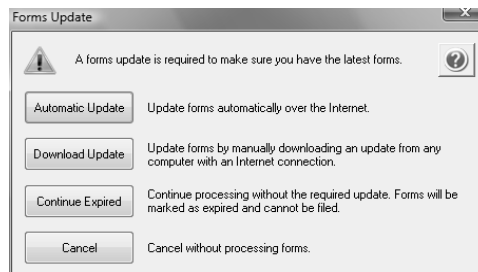 Forms Update
A forms update is required to make sure you have the latest forms.
Automatic Update
Update forms automatically over the Internet.
Download Update
Update forms by manually downloading an update from any
computer with an Internet connection.
Continue Expired
Continue processing without the required update. Forms will be
marked as expired and cannot be filed.
Cancel
Cancel without processing forms.